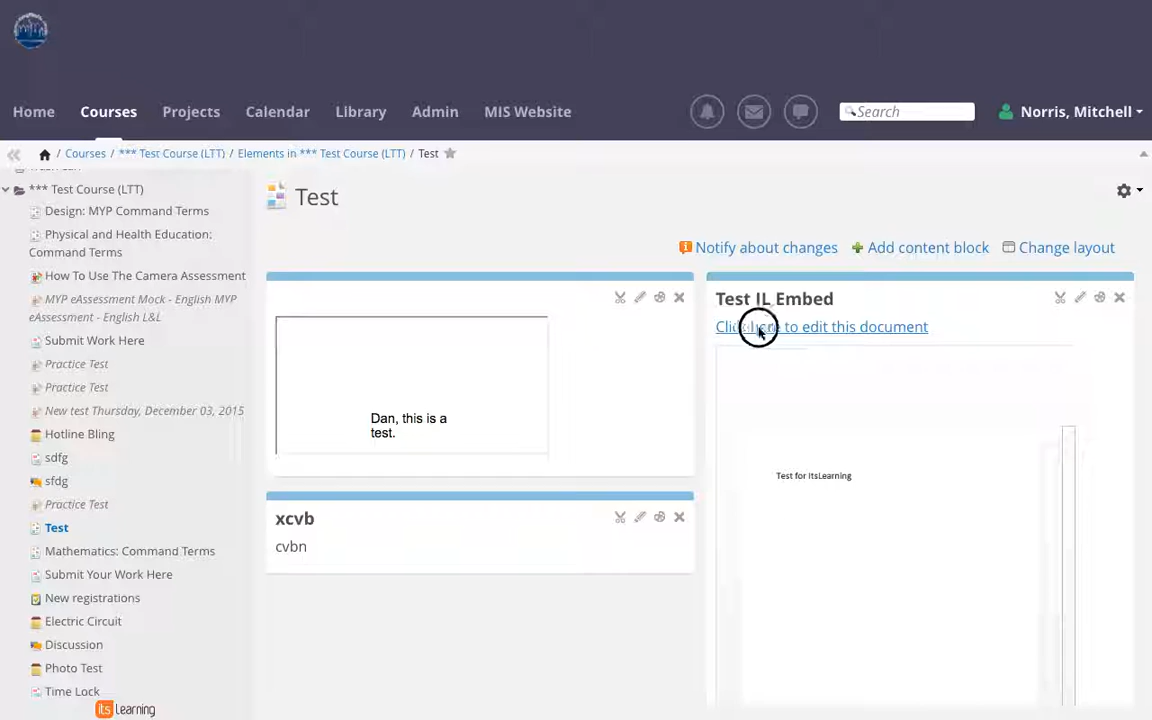 Home
Courses
Projects
Calendar
Library
Admin
MIS Website
Search
Norris, Mitchell
/ Courses / *** Test Course (LTT) / Elements in *** Test Course (LTT) / Test
*** Test Course (LTT)
Design: MYP Command Terms
Physical and Health Education:
Command Terms
How To Use The Camera Assessment
MYP eAssessment Mock - English MYP
eAssessment - English L&L
Submit Work Here
Practice Test
Practice Test
New test Thursday, December 03, 2015
Hotline Bling
sdfg
sfdg
Practice Test
Test
Mathematics: Command Terms
Submit Your Work Here
New registrations
Electric Circuit
Discussion
Photo Test
Time Lock
its learning
Test
Notify about changes
Add content block
Change layout
Dan, this is a
test.
xcvb
cvbn
Test IL Embed
Click here to edit this document
Test for ItsLearning